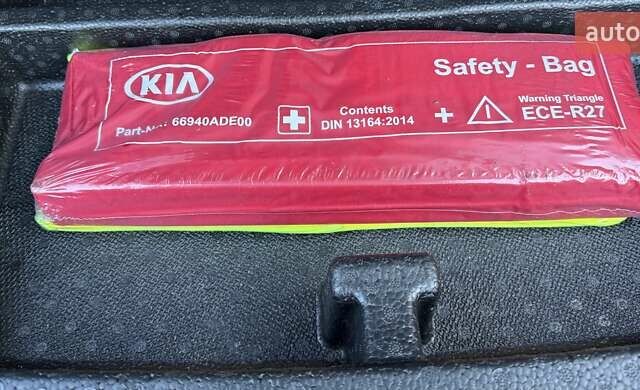 auto
KIA
Safety - Bag
Part-No.: 66940ADE00
Contents
DIN 13164:2014
+
Warning Triangle
ECE-R27